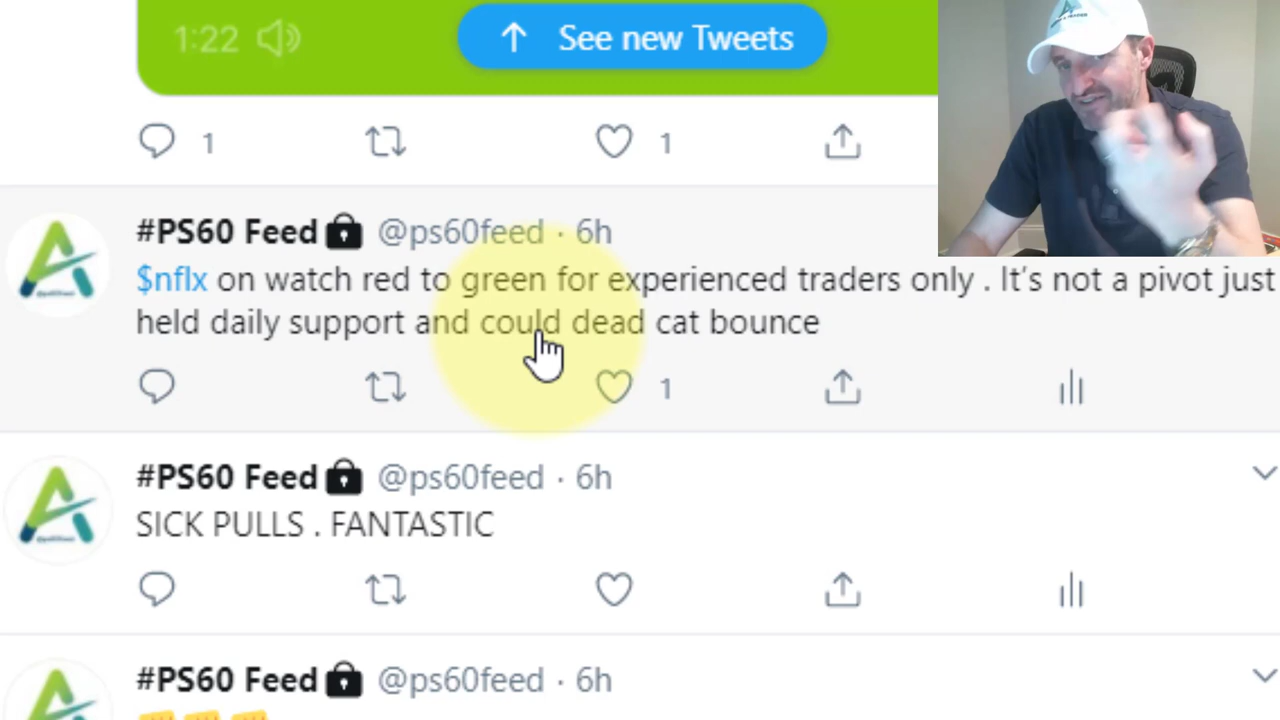 1:22
See new Tweets
1
1
#PS60 Feed @ps60feed · 6h
$nflx on watch red to green for experienced traders only . It’s not a pivot just
held daily support and could dead cat bounce
1
#PS60 Feed @ps60feed · 6h
SICK PULLS . FANTASTIC
#PS60 Feed @ps60feed · 6h